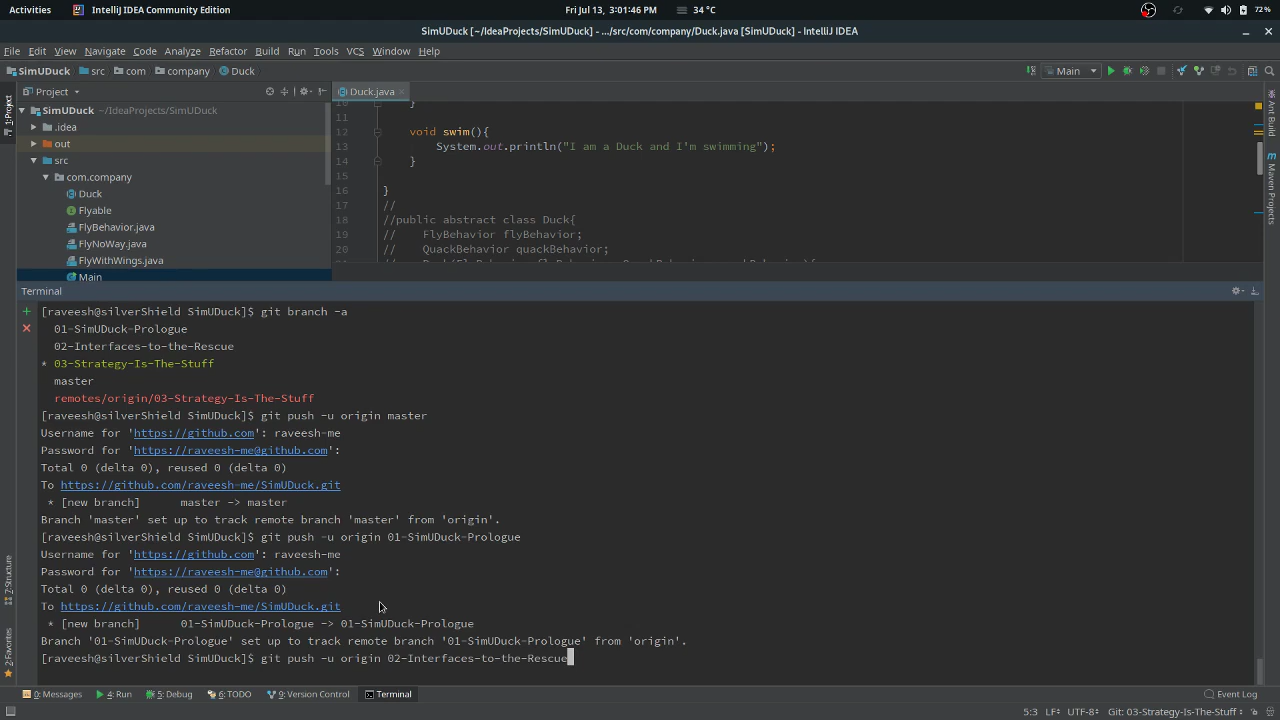 Activities
IntelliJ IDEA Community Edition
Fri Jul 13, 3:01:46 PM
34 °C
72%
SimUDuck [~/IdeaProjects/SimUDuck] – .../src/com/company/Duck.java [SimUDuck] – IntelliJ IDEA
File Edit View Navigate Code Analyze Refactor Build Run Tools VCS Window Help
SimUDuck src com company Duck
Main
Project
Duck.java
1: Project
SimUDuck ~/IdeaProjects/SimUDuck
.idea
out
src
com.company
Duck
Flyable
FlyBehavior.java
FlyNoWay.java
FlyWithWings.java
Main
10 }
11
12 void swim(){
13 System.out.println("I am a Duck and I'm swimming");
14 }
15
16 }
17 //
18 //public abstract class Duck{
19 // FlyBehavior flyBehavior;
20 // QuackBehavior quackBehavior;
Ant Build
Maven Projects
Terminal
[raveesh@silverShield SimUDuck]$ git branch -a
01-SimUDuck-Prologue
02-Interfaces-to-the-Rescue
* 03-Strategy-Is-The-Stuff
master
remotes/origin/03-Strategy-Is-The-Stuff
[raveesh@silverShield SimUDuck]$ git push -u origin master
Username for 'https://github.com': raveesh-me
Password for 'https://raveesh-me@github.com':
Total 0 (delta 0), reused 0 (delta 0)
To https://github.com/raveesh-me/SimUDuck.git
* [new branch] master -> master
Branch 'master' set up to track remote branch 'master' from 'origin'.
[raveesh@silverShield SimUDuck]$ git push -u origin 01-SimUDuck-Prologue
Username for 'https://github.com': raveesh-me
Password for 'https://raveesh-me@github.com':
Total 0 (delta 0), reused 0 (delta 0)
To https://github.com/raveesh-me/SimUDuck.git
* [new branch] 01-SimUDuck-Prologue -> 01-SimUDuck-Prologue
Branch '01-SimUDuck-Prologue' set up to track remote branch '01-SimUDuck-Prologue' from 'origin'.
[raveesh@silverShield SimUDuck]$ git push -u origin 02-Interfaces-to-the-Rescue
7: Structure
2: Favorites
0: Messages 4: Run 5: Debug 6: TODO 9: Version Control Terminal
Event Log
5:3 LF÷ UTF-8÷ Git: 03-Strategy-Is-The-Stuff÷